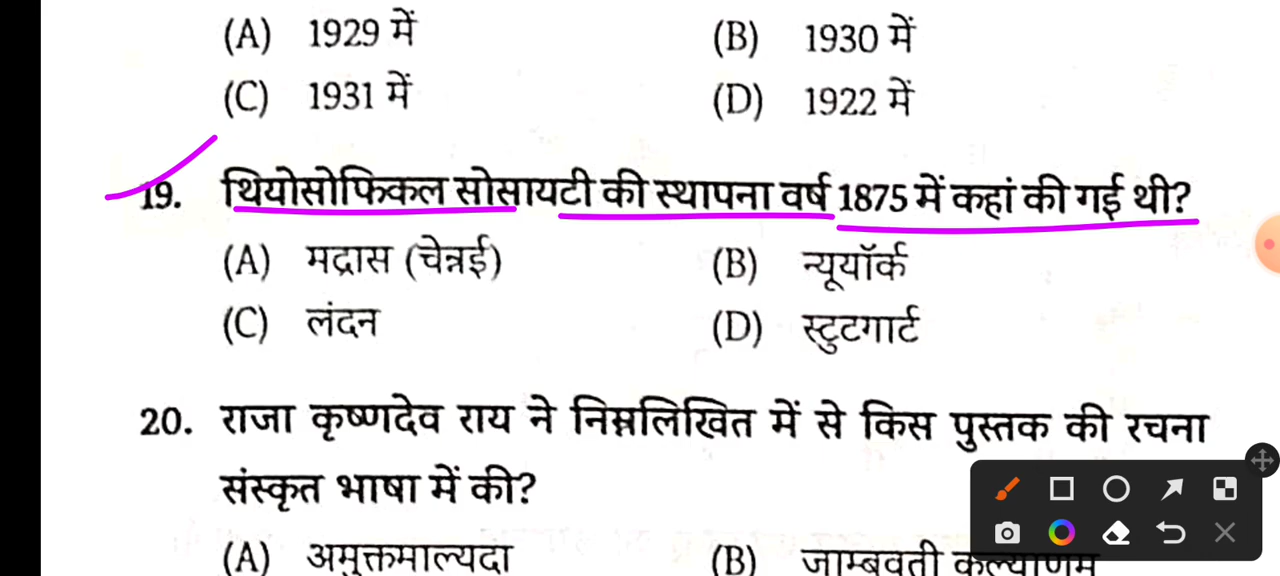 (A) 1929 में (B) 1930 में
(C) 1931 में (D) 1922 में
19. थियोसोफिकल सोसायटी की स्थापना वर्ष 1875 में कहां की गई थी?
(A) मद्रास (चेन्नई) (B) न्यूयॉर्क
(C) लंदन (D) स्टुटगार्ट
20. राजा कृष्णदेव राय ने निम्नलिखित में से किस पुस्तक की रचना
संस्कृत भाषा में की?
(A) अमुक्तमाल्यदा (B) जाम्बवती कल्याणम